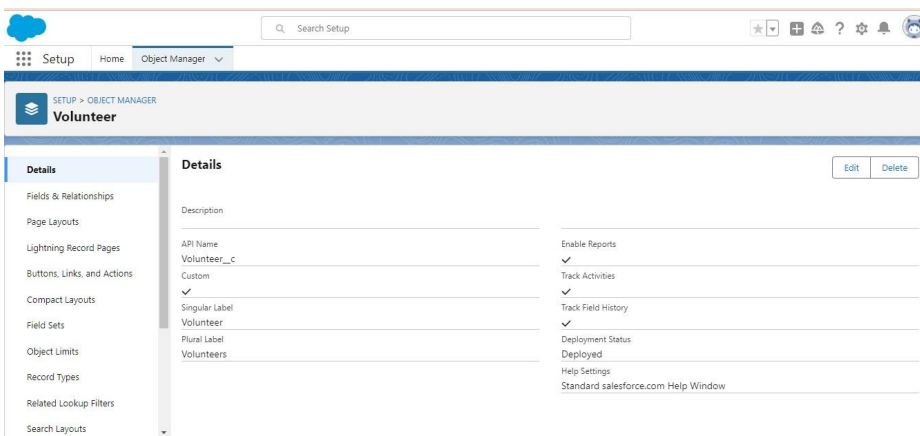 Search Setup
Setup Home Object Manager
SETUP > OBJECT MANAGER
Volunteer
Details
Fields & Relationships
Page Layouts
Lightning Record Pages
Buttons, Links, and Actions
Compact Layouts
Field Sets
Object Limits
Record Types
Related Lookup Filters
Search Layouts
Details
Edit Delete
Description
API Name
Volunteer__c
Custom
Singular Label
Volunteer
Plural Label
Volunteers
Enable Reports
Track Activities
Track Field History
Deployment Status
Deployed
Help Settings
Standard salesforce.com Help Window